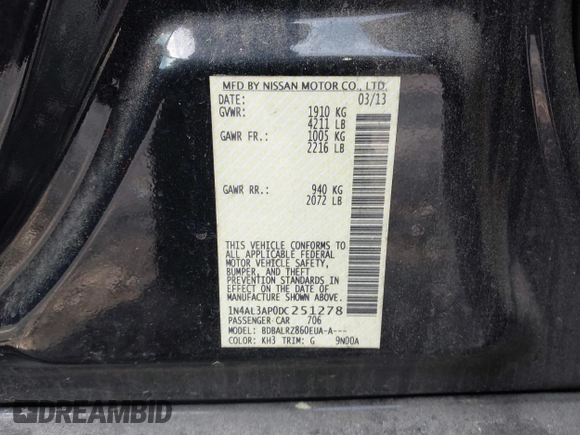 MFD BY NISSAN MOTOR CO., LTD.
DATE: 03/13
GVWR: 1910 KG
4211 LB
GAWR FR.: 1005 KG
2216 LB
GAWR RR.: 940 KG
2072 LB
THIS VEHICLE CONFORMS TO
ALL APPLICABLE FEDERAL
MOTOR VEHICLE SAFETY,
BUMPER, AND THEFT
PREVENTION STANDARDS IN
EFFECT ON THE DATE OF
MANUFACTURE SHOWN ABOVE.
1N4AL3AP0DC251278
PASSENGER CAR 706
MODEL: BDBALRZ860EUA-A---
COLOR: KH3 TRIM: G 9N00A
DREAMBID